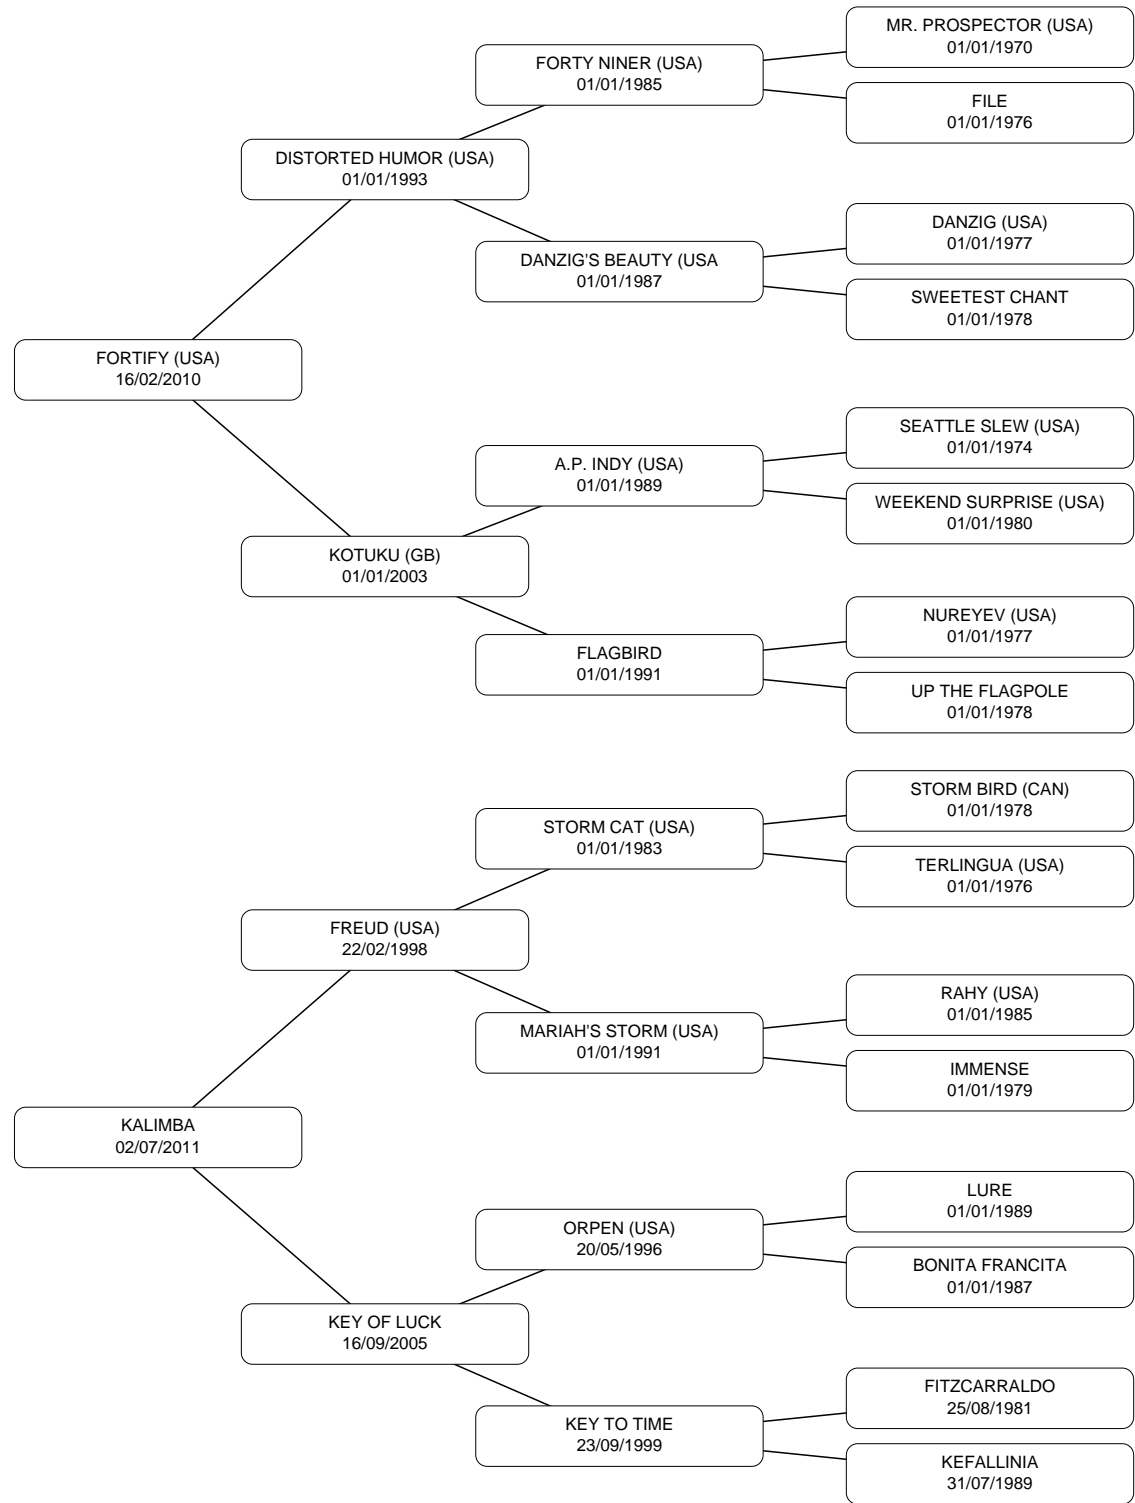 MR. PROSPECTOR (USA)
01/01/1970
FORTY NINER (USA)
01/01/1985
FILE
01/01/1976
DISTORTED HUMOR (USA)
01/01/1993
DANZIG (USA)
01/01/1977
DANZIG'S BEAUTY (USA
01/01/1987
SWEETEST CHANT
01/01/1978
FORTIFY (USA)
16/02/2010
SEATTLE SLEW (USA)
01/01/1974
A.P. INDY (USA)
01/01/1989
WEEKEND SURPRISE (USA)
01/01/1980
KOTUKU (GB)
01/01/2003
NUREYEV (USA)
01/01/1977
FLAGBIRD
01/01/1991
UP THE FLAGPOLE
01/01/1978
STORM BIRD (CAN)
01/01/1978
STORM CAT (USA)
01/01/1983
TERLINGUA (USA)
01/01/1976
FREUD (USA)
22/02/1998
RAHY (USA)
01/01/1985
MARIAH'S STORM (USA)
01/01/1991
IMMENSE
01/01/1979
KALIMBA
02/07/2011
LURE
01/01/1989
ORPEN (USA)
20/05/1996
BONITA FRANCITA
01/01/1987
KEY OF LUCK
16/09/2005
FITZCARRALDO
25/08/1981
KEY TO TIME
23/09/1999
KEFALLINIA
31/07/1989